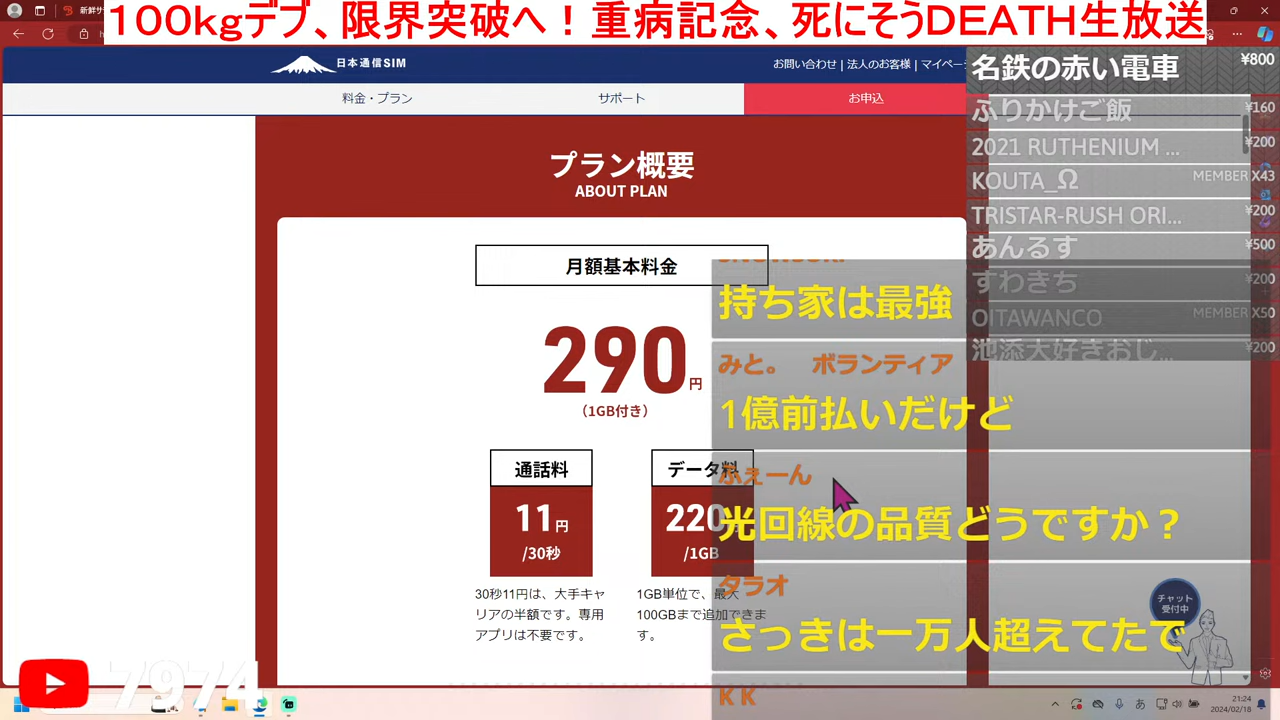 100kgデブ、限界突破へ！重病記念、死にそうDEATH生放送
新鮮サ
日本通信SIM
お問い合わせ | 法人のお客様 | マイペー
料金・プラン
サポート
お申込
プラン概要
ABOUT PLAN
月額基本料金
290円
（1GB付き）
通話料
11円
/30秒
30秒11円は、大手キャ
リアの半額です。専用
アプリは不要です。
データ料
220
/1GB
1GB単位で、最大
100GBまで追加できま
す。
名鉄の赤い電車 ¥800
ふりかけご飯 ¥160
2021 RUTHENIUM ... ¥200
KOUTA_Ω MEMBER X43
TRISTAR-RUSH ORI... ¥200
あんるす ¥500
すわきち ¥200
OITAWANCO MEMBER X50
池添大好きおじ... ¥200
持ち家は最強
みと。 ボランティア
1億前払いだけど
ふぇーん
光回線の品質どうですか？
タラオ
さっきは一万人超えてたで
KK
チャット
受付中
7974
21:24
2024/02/18